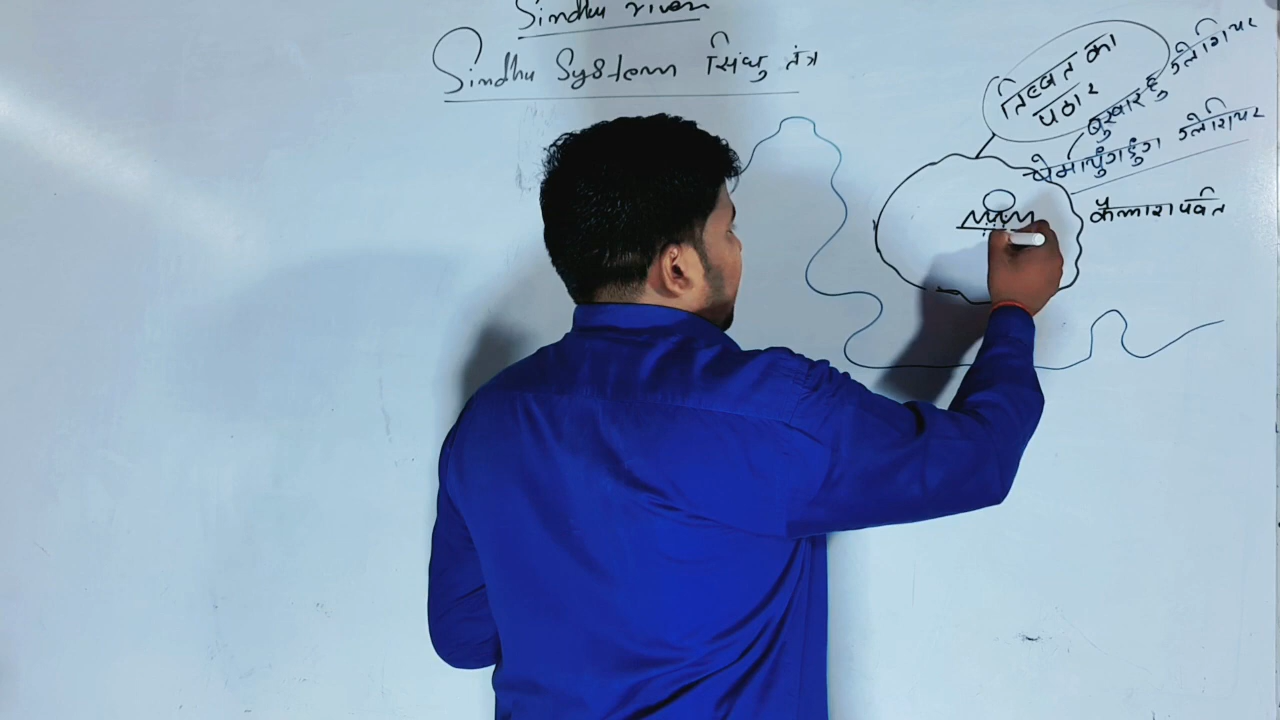 Sindhu river
Sindhu System सिंधु तंत्र
तिब्बत का
पठार
बुखार हु ग्लेशियर
चेमायुंगडुंग ग्लेशियर
कैलाश पर्वत